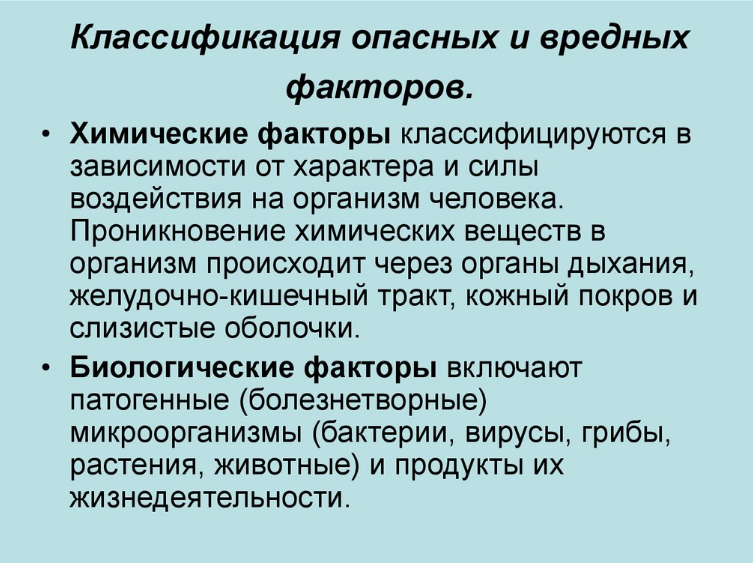 Классификация опасных и вредных
факторов.
• Химические факторы классифицируются в
зависимости от характера и силы
воздействия на организм человека.
Проникновение химических веществ в
организм происходит через органы дыхания,
желудочно-кишечный тракт, кожный покров и
слизистые оболочки.
• Биологические факторы включают
патогенные (болезнетворные)
микроорганизмы (бактерии, вирусы, грибы,
растения, животные) и продукты их
жизнедеятельности.